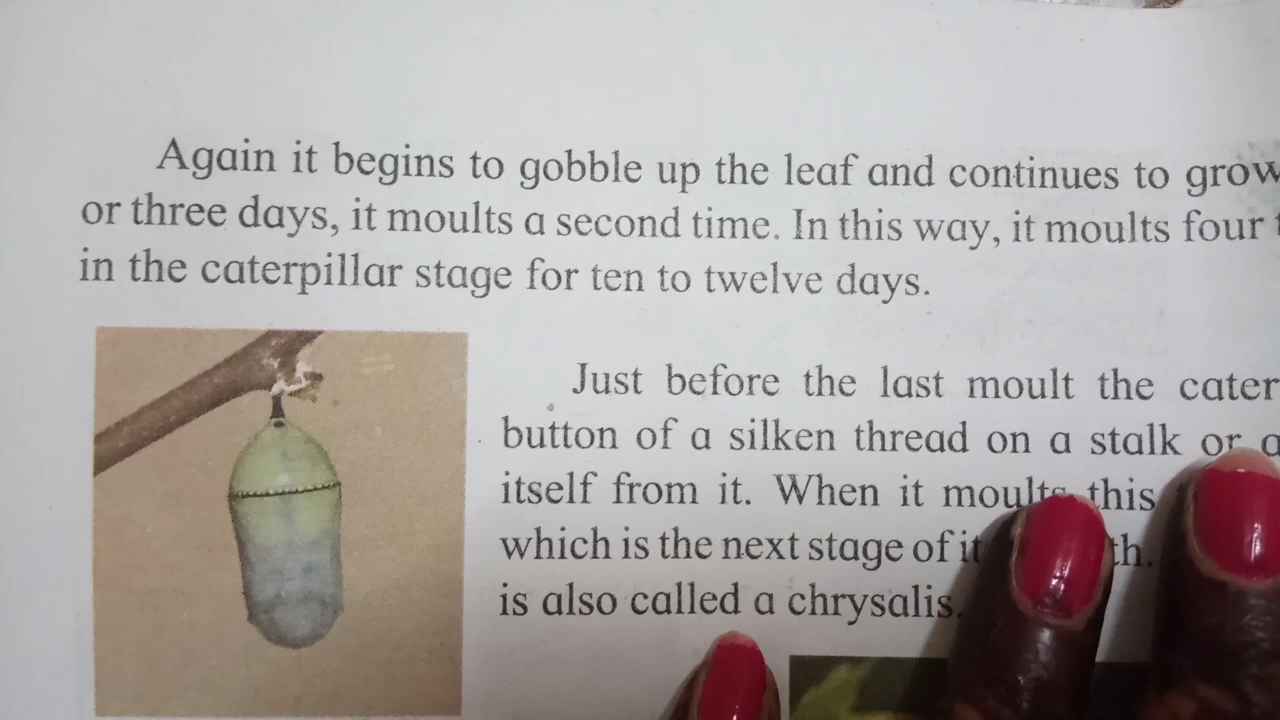 Again it begins to gobble up the leaf and continues to grow
or three days, it moults a second time. In this way, it moults four
in the caterpillar stage for ten to twelve days.
Just before the last moult the cater
button of a silken thread on a stalk or
itself from it. When it moults this
which is the next stage of
is also called a chrysalis.